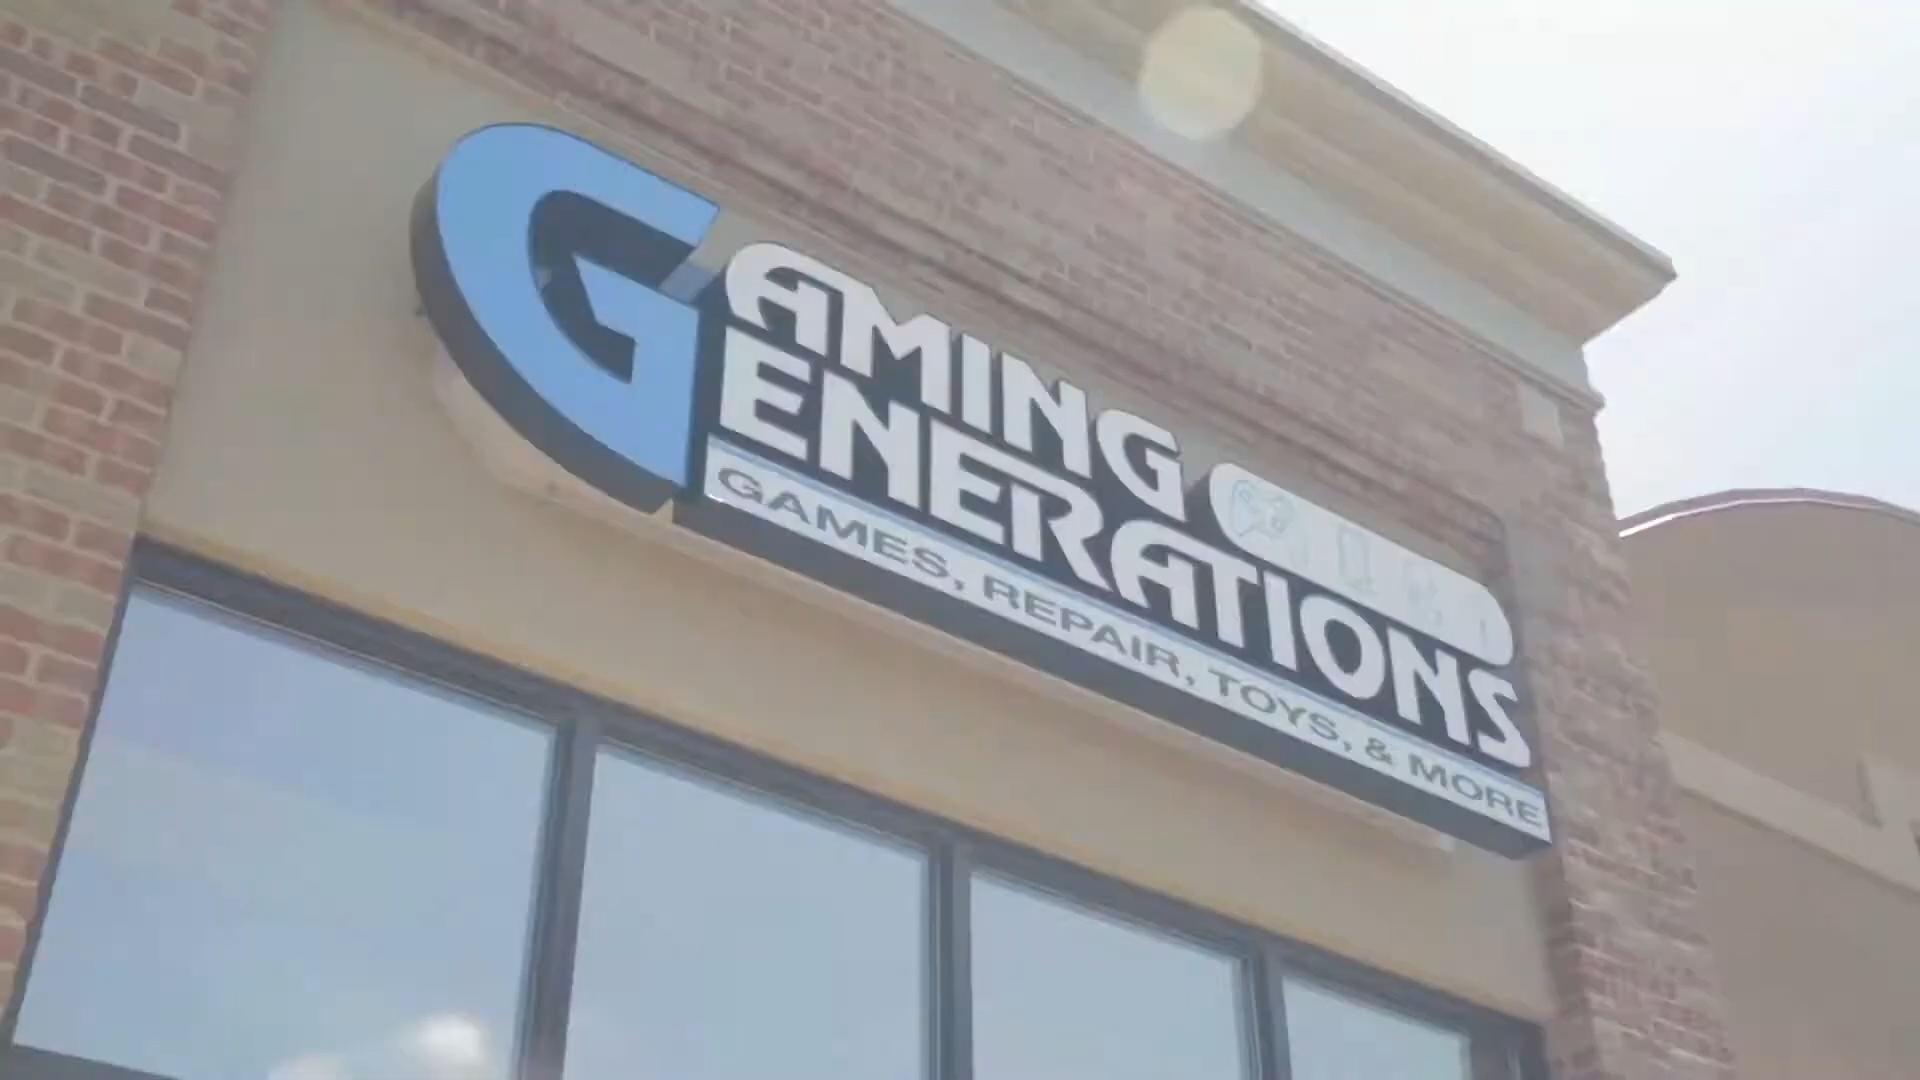 GAMING
GENERATIONS
GAMES, REPAIR, TOYS, & MORE